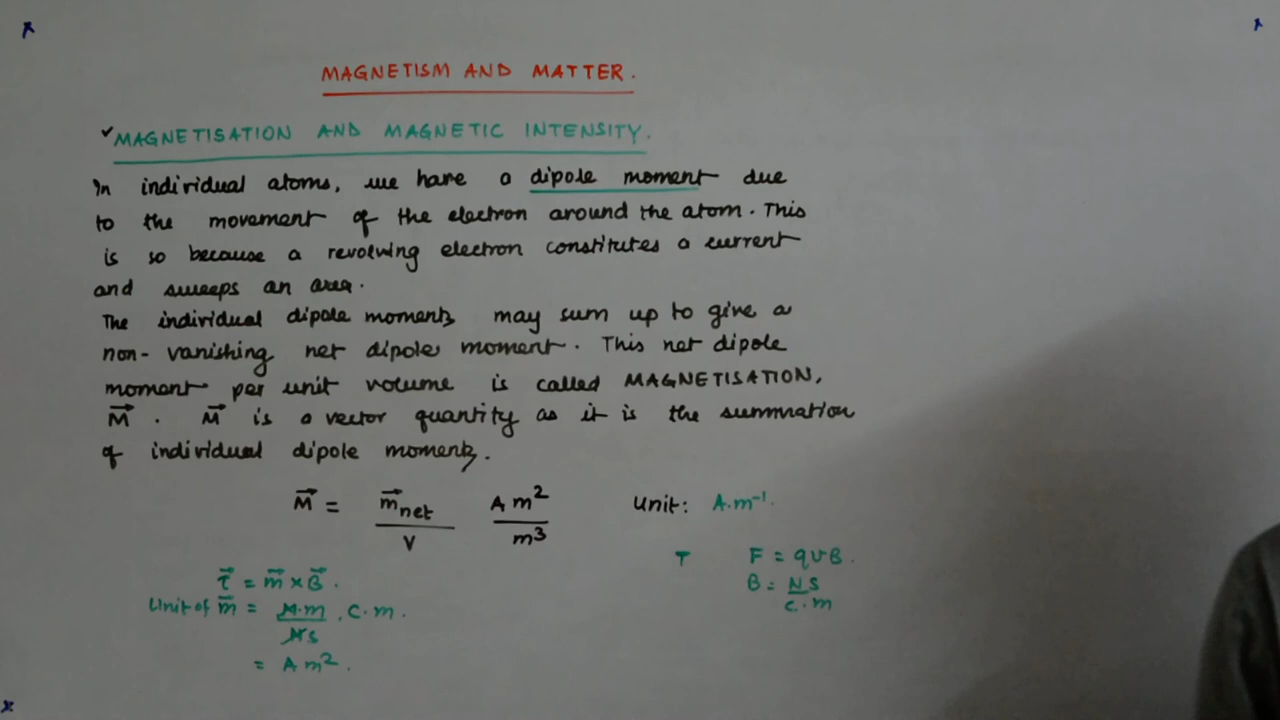 MAGNETISM AND MATTER.
✓MAGNETISATION AND MAGNETIC INTENSITY.
In individual atoms, we have a dipole moment due
to the movement of the electron around the atom. This
is so because a revolving electron constitutes a current
and sweeps an area.
The individual dipole moments may sum up to give a
non-vanishing net dipole moment. This net dipole
moment per unit volume is called MAGNETISATION,
M⃗. M⃗ is a vector quantity as it is the summation
of individual dipole moments.
M⃗ = m⃗net / V   A m² / m³   Unit: A.m⁻¹.
T   F = qvB.
τ⃗ = m⃗ × B⃗.   B = NS / C.m
Unit of m⃗ = N.m / NS . C.m.
= A m².